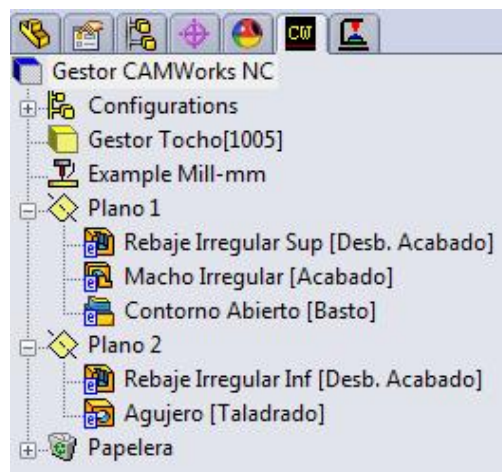 CW
Gestor CAMWorks NC
Configurations
Gestor Tocho[1005]
Example Mill-mm
Plano 1
Rebaje Irregular Sup [Desb. Acabado]
Macho Irregular [Acabado]
Contorno Abierto [Basto]
Plano 2
Rebaje Irregular Inf [Desb. Acabado]
Agujero [Taladrado]
Papelera